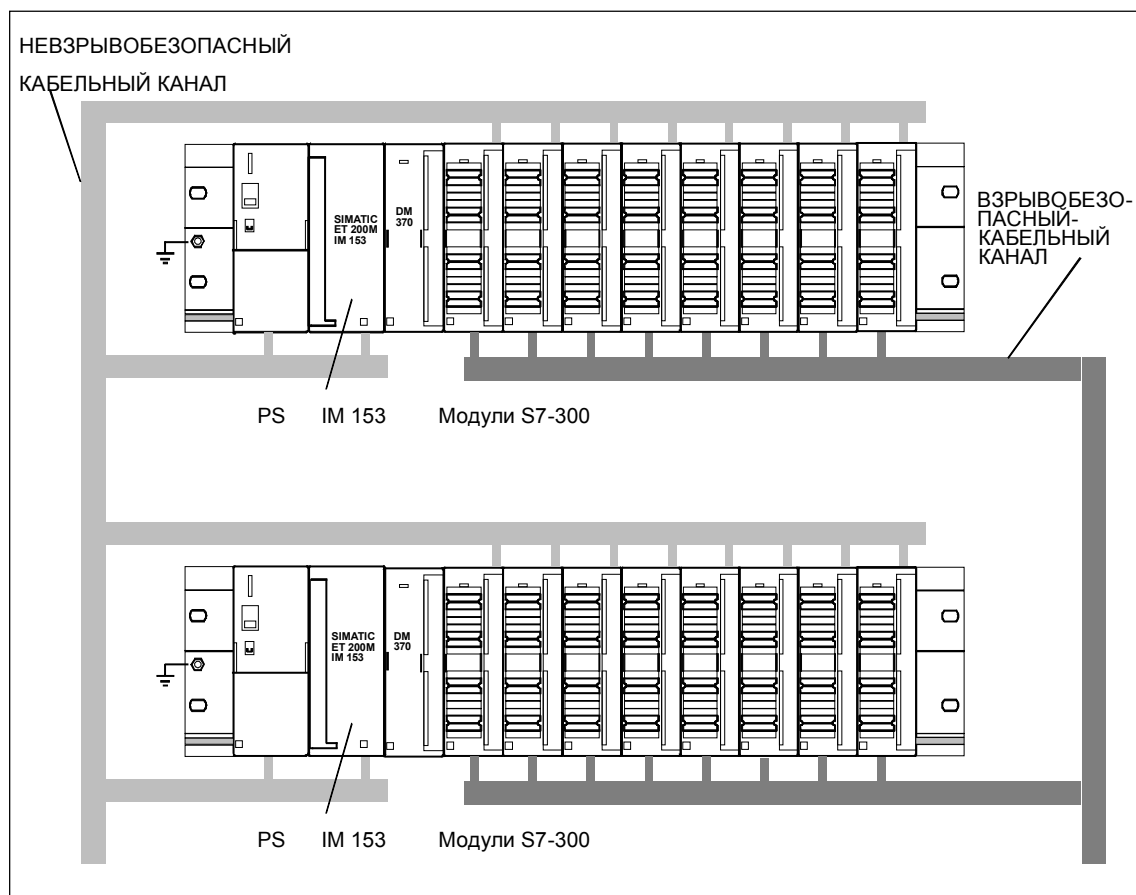 НЕВЗРЫВОБЕЗОПАСНЫЙ
КАБЕЛЬНЫЙ КАНАЛ
SIMATIC
ET 200M
IM 153
DM
370
ВЗРЫВОБЕЗО-
ПАСНЫЙ-
КАБЕЛЬНЫЙ
КАНАЛ
PS IM 153 Модули S7-300
SIMATIC
ET 200M
IM 153
DM
370
PS IM 153 Модули S7-300